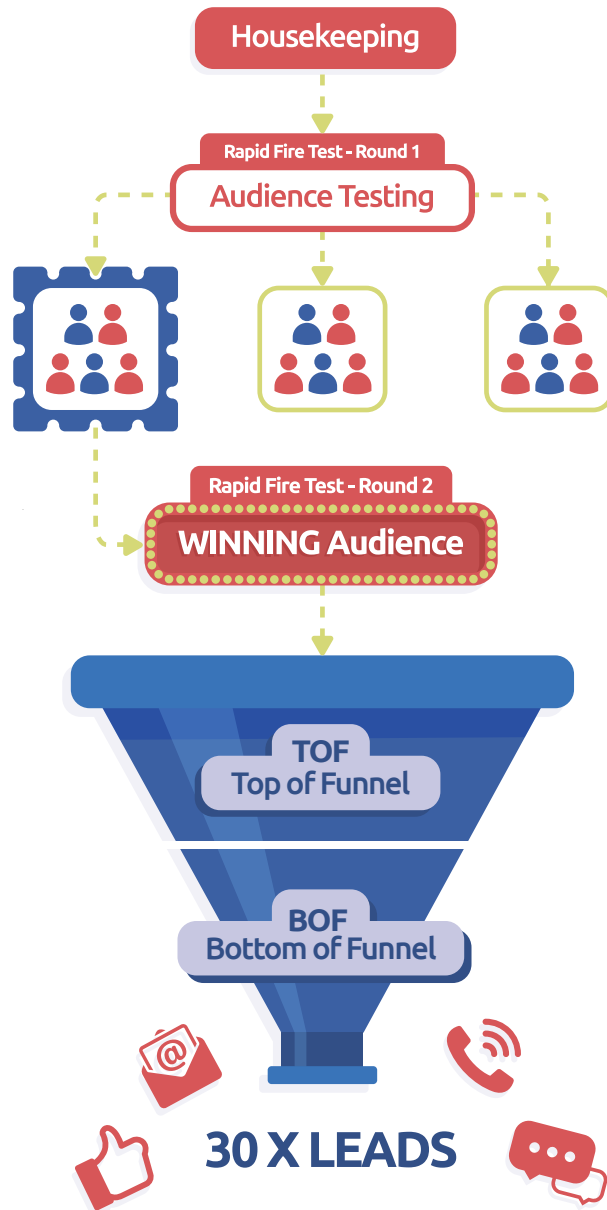 Housekeeping
Rapid Fire Test - Round 1
Audience Testing
Rapid Fire Test - Round 2
WINNING Audience
TOF
Top of Funnel
BOF
Bottom of Funnel
@
30 X LEADS